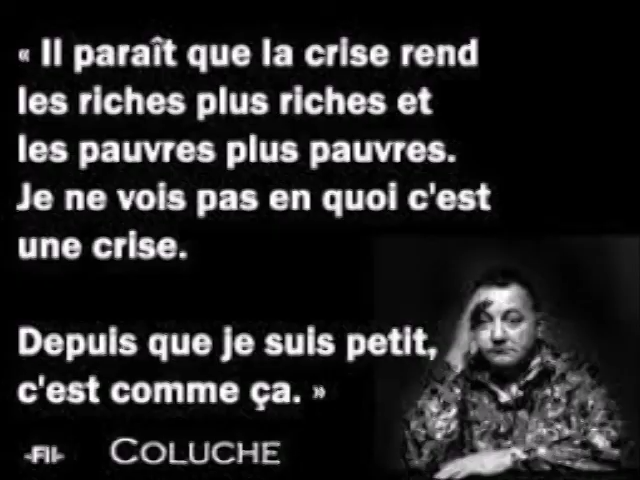 « Il paraît que la crise rend
les riches plus riches et
les pauvres plus pauvres.
Je ne vois pas en quoi c'est
une crise.
Depuis que je suis petit,
c'est comme ça. »
COLUCHE